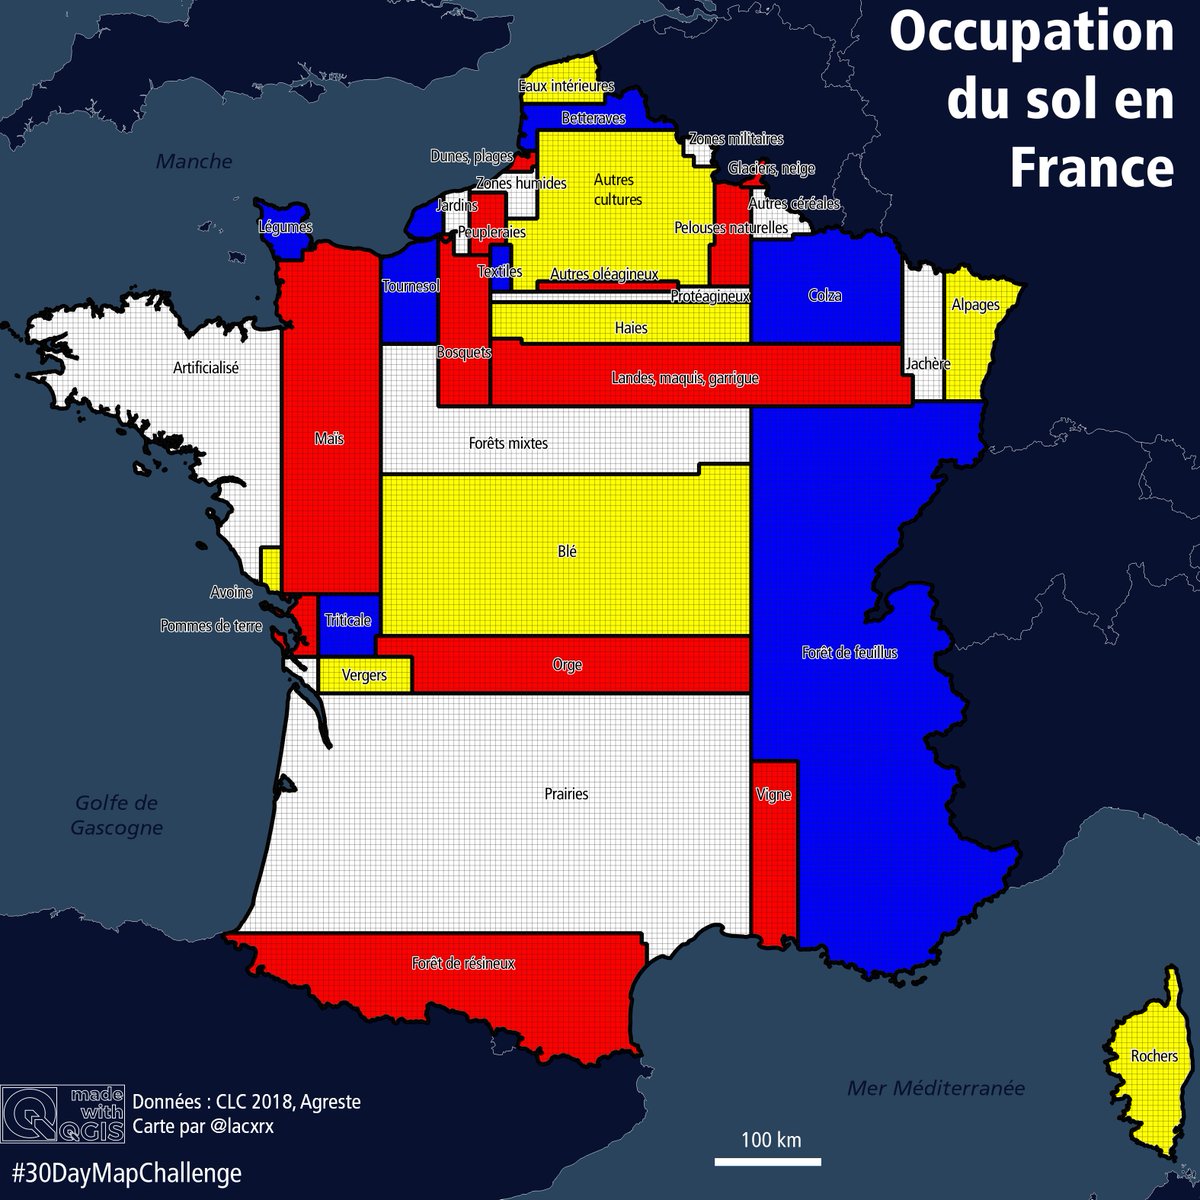 Occupation
du sol en
France
Manche
Eaux intérieures
Betteraves
Zones militaires
Dunes, plages
Glaciers, neige
Zones humides
Autres
cultures
Jardins
Autres céréales
Légumes
Peupleraies
Pelouses naturelles
Textiles
Autres oléagineux
Tournesol
Protéagineux
Colza
Alpages
Haies
Bosquets
Jachère
Artificialisé
Landes, maquis, garrigue
Maïs
Forêts mixtes
Blé
Avoine
Pommes de terre
Triticale
Forêt de feuillus
Orge
Vergers
Prairies
Vigne
Golfe de
Gascogne
Forêt de résineux
Rochers
Mer Méditerranée
made
with
QGIS
Données : CLC 2018, Agreste
Carte par @lacxrx
100 km
#30DayMapChallenge